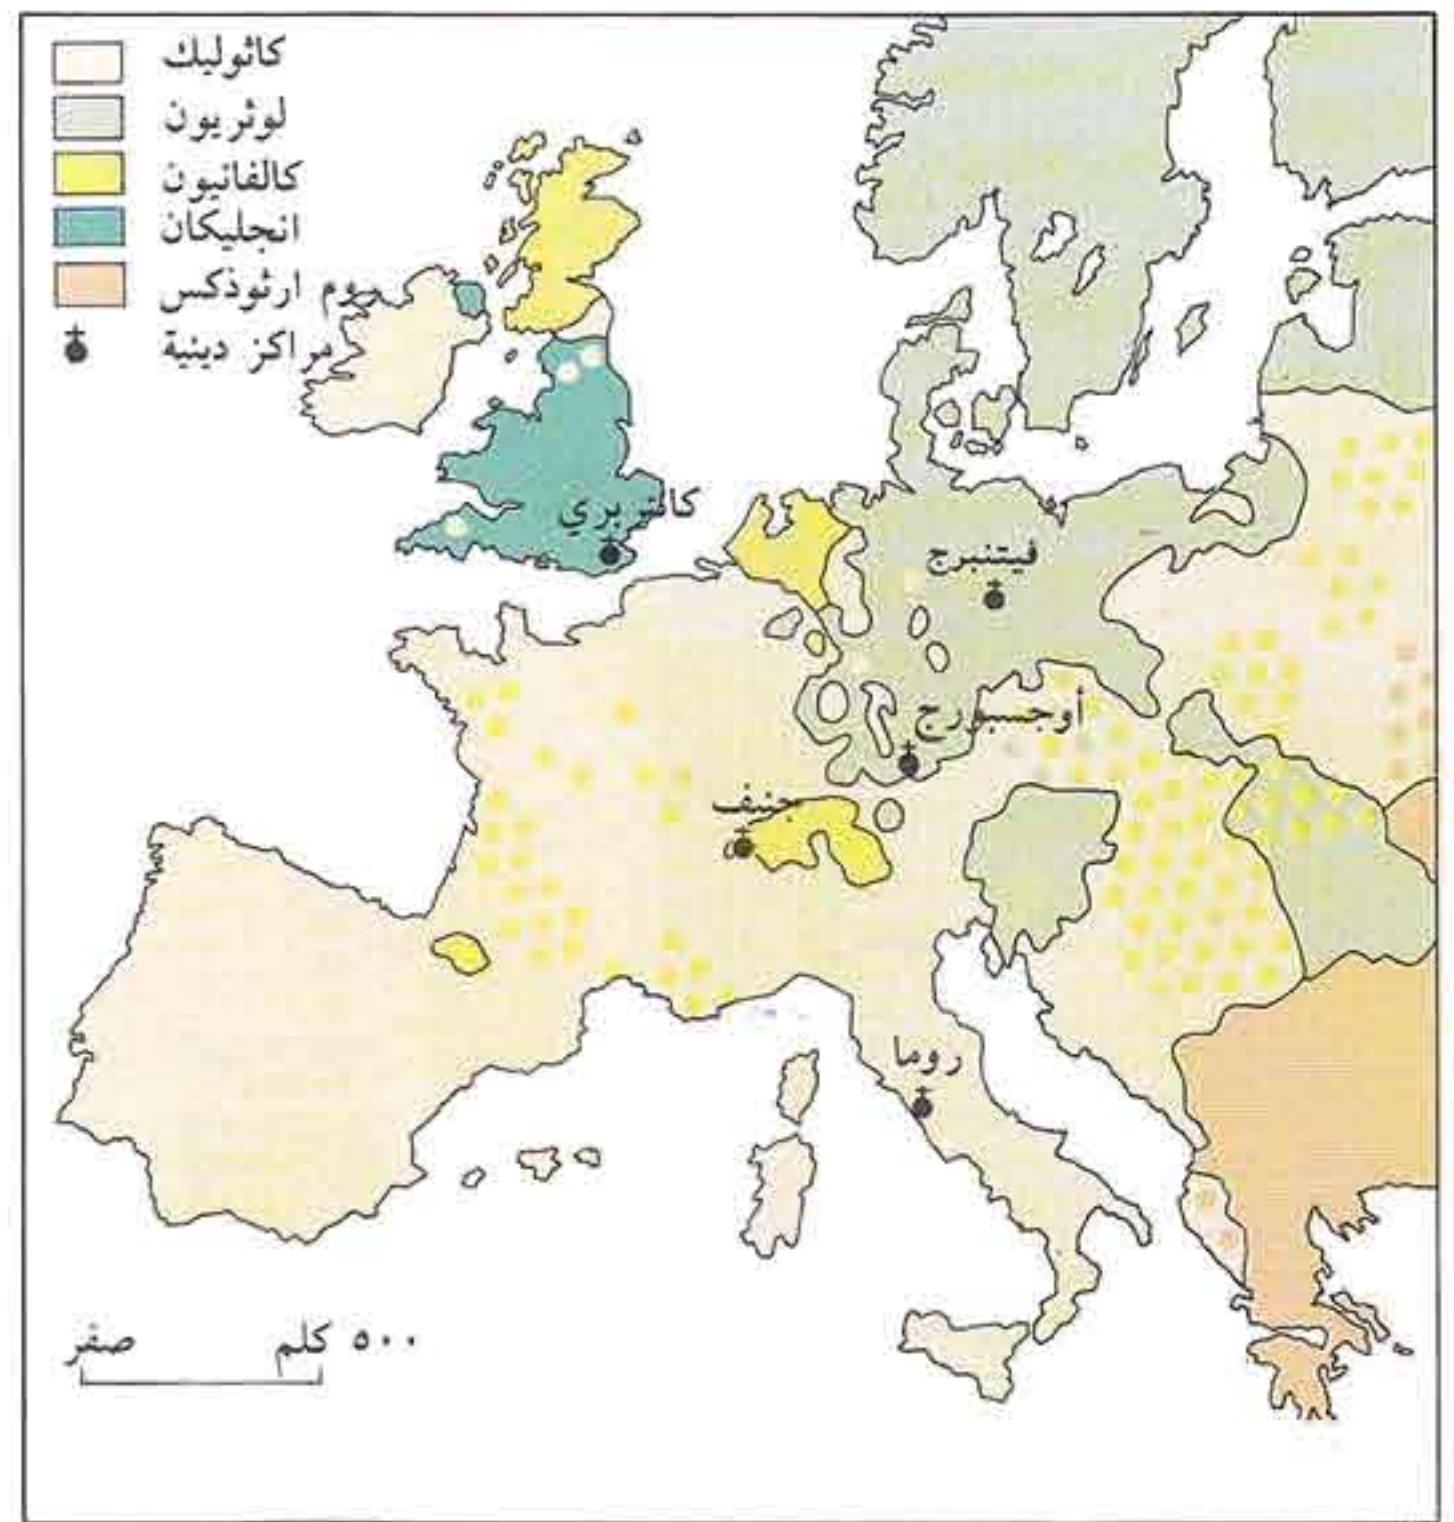 كاثوليك
لوثريون
كالفانيون
انجليكان
روم ارثوذكس
مراكز دينية
كانتربري
فيتنبرج
أوجسبورج
جنيف
روما
صفر ٥٠٠ كلم